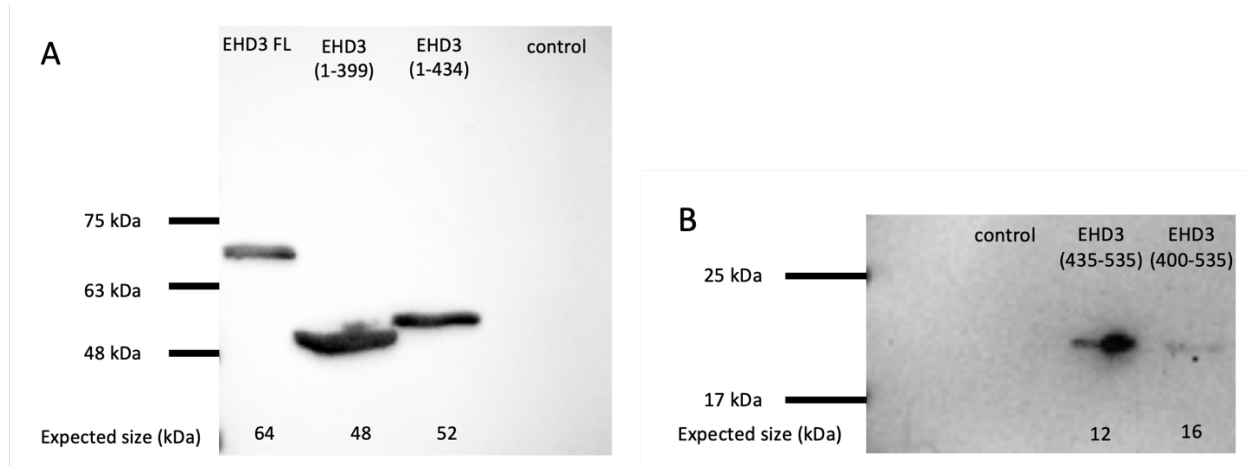 A
EHD3 FL
EHD3
(1-399)
EHD3
(1-434)
control
75 kDa
63 kDa
48 kDa
Expected size (kDa)
64
48
52
B
control
EHD3
(435-535)
EHD3
(400-535)
25 kDa
17 kDa
Expected size (kDa)
12
16